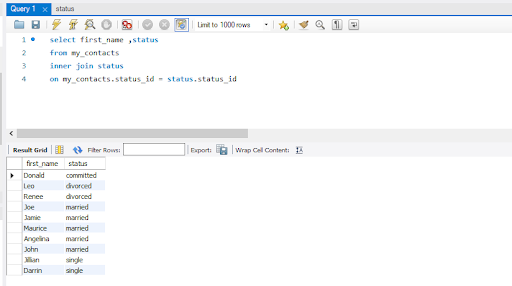 Query 1
status
Limit to 1000 rows
1 select first_name ,status
2 from my_contacts
3 inner join status
4 on my_contacts.status_id = status.status_id
Result Grid Filter Rows: Export: Wrap Cell Content:
first_name status
Donald committed
Leo divorced
Renee divorced
Joe married
Jamie married
Maurice married
Angelina married
John married
Jillian single
Darrin single